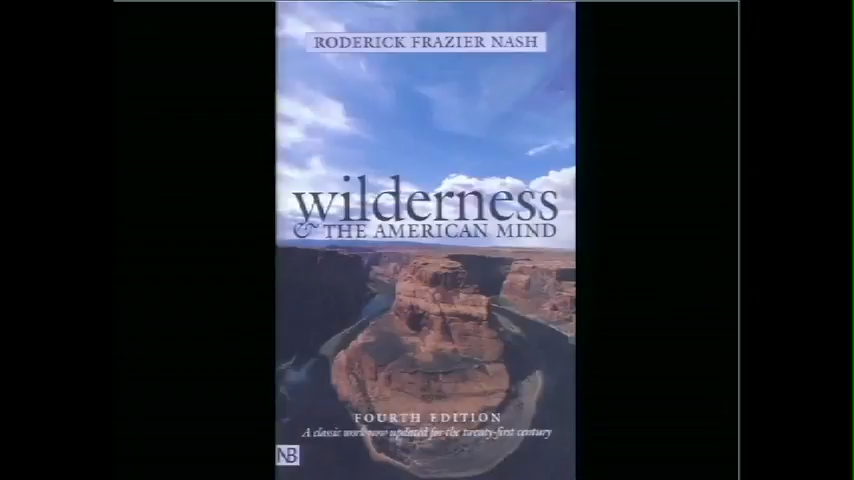 RODERICK FRAZIER NASH
wilderness
& THE AMERICAN MIND
FOURTH EDITION
A classic work now updated for the twenty-first century
NB